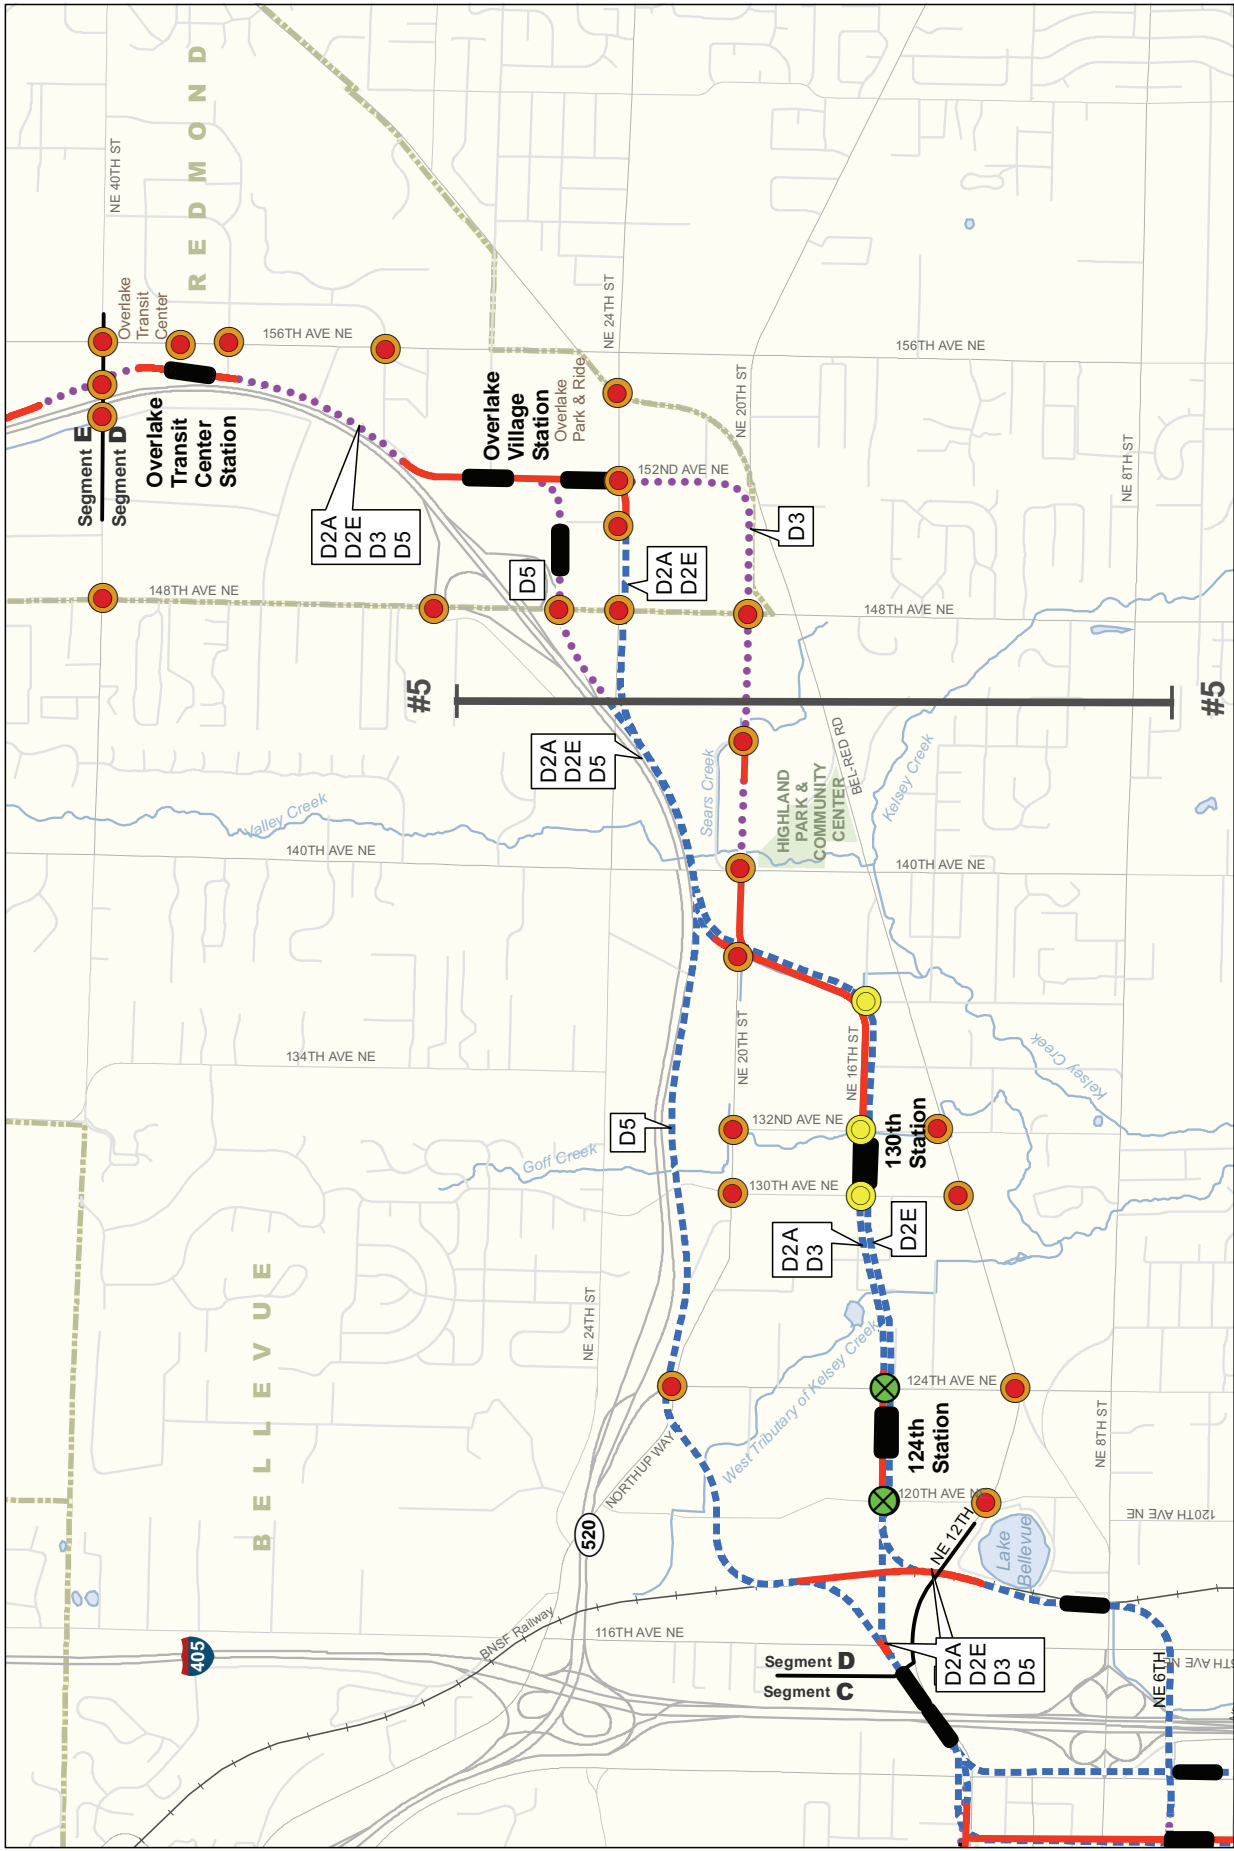 REDMOND
NE 40TH ST
Overlake
Transit
Center
156TH AVE NE
Segment E
Segment D
Overlake
Transit
Center
Station
D2A
D2E
D3
D5
148TH AVE NE
Overlake
Village
Station
Overlake
Park & Ride
NE 24TH ST
156TH AVE NE
NE 20TH ST
152ND AVE NE
NE 8TH ST
D5
D2A
D2E
D3
148TH AVE NE
#5
#5
D2A
D2E
D5
Valley Creek
140TH AVE NE
Sears Creek
HIGHLAND
PARK &
COMMUNITY
CENTER
BEL-RED RD
Kelsey Creek
140TH AVE NE
134TH AVE NE
NE 20TH ST
NE 16TH ST
Kelsey Creek
D5
Goff Creek
132ND AVE NE
130TH AVE NE
130th
Station
D2A
D3
D2E
BELLEVUE
NE 24TH ST
West Tributary of Kelsey Creek
124TH AVE NE
124th
Station
NE 8TH ST
NORTHUP WAY
520
120TH AVE NE
NE 12TH
Lake
Bellevue
120TH AVE NE
405
BNSF Railway
116TH AVE NE
Segment D
Segment C
D2A
D2E
D3
D5
NE 6TH
6TH AVE NE